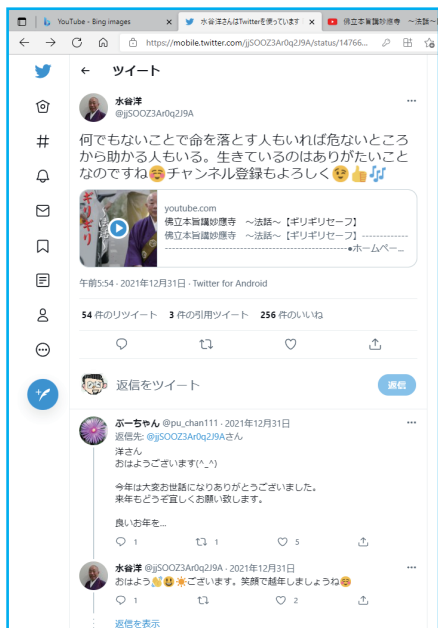 YouTube - Bing images
水谷洋さんはTwitterを使っています
佛立本旨講妙應寺 ～法話～
https://mobile.twitter.com/jjSOOZ3Ar0q2J9A/status/14766...
ツイート
水谷洋
@jjSOOZ3Ar0q2J9A
何でもないことで命を落とす人もいれば危ないところ
から助かる人もいる。生きているのはありがたいこと
なのですね☺️チャンネル登録もよろしく😉👍🎶
ギリギリ
youtube.com
佛立本旨講妙應寺 ～法話～【ギリギリセーフ】
佛立本旨講妙應寺 ～法話～【ギリギリセーフ】-------------
---------------------------------------------------●ホームペー...
午前5:54 · 2021年12月31日 · Twitter for Android
54 件のリツイート 3 件の引用ツイート 256 件のいいね
返信をツイート
返信
ぶーちゃん @pu_chan111 · 2021年12月31日
返信先: @jjSOOZ3Ar0q2J9Aさん
洋さん
おはようございます(^_^)
今年は大変お世話になりありがとうございました。
来年もどうぞ宜しくお願い致します。
良いお年を...
1 1 5
水谷洋 @jjSOOZ3Ar0q2J9A · 2021年12月31日
おはよう👋😃☀ございます。笑顔で越年しましょうね☺️
1 2
返信を表示